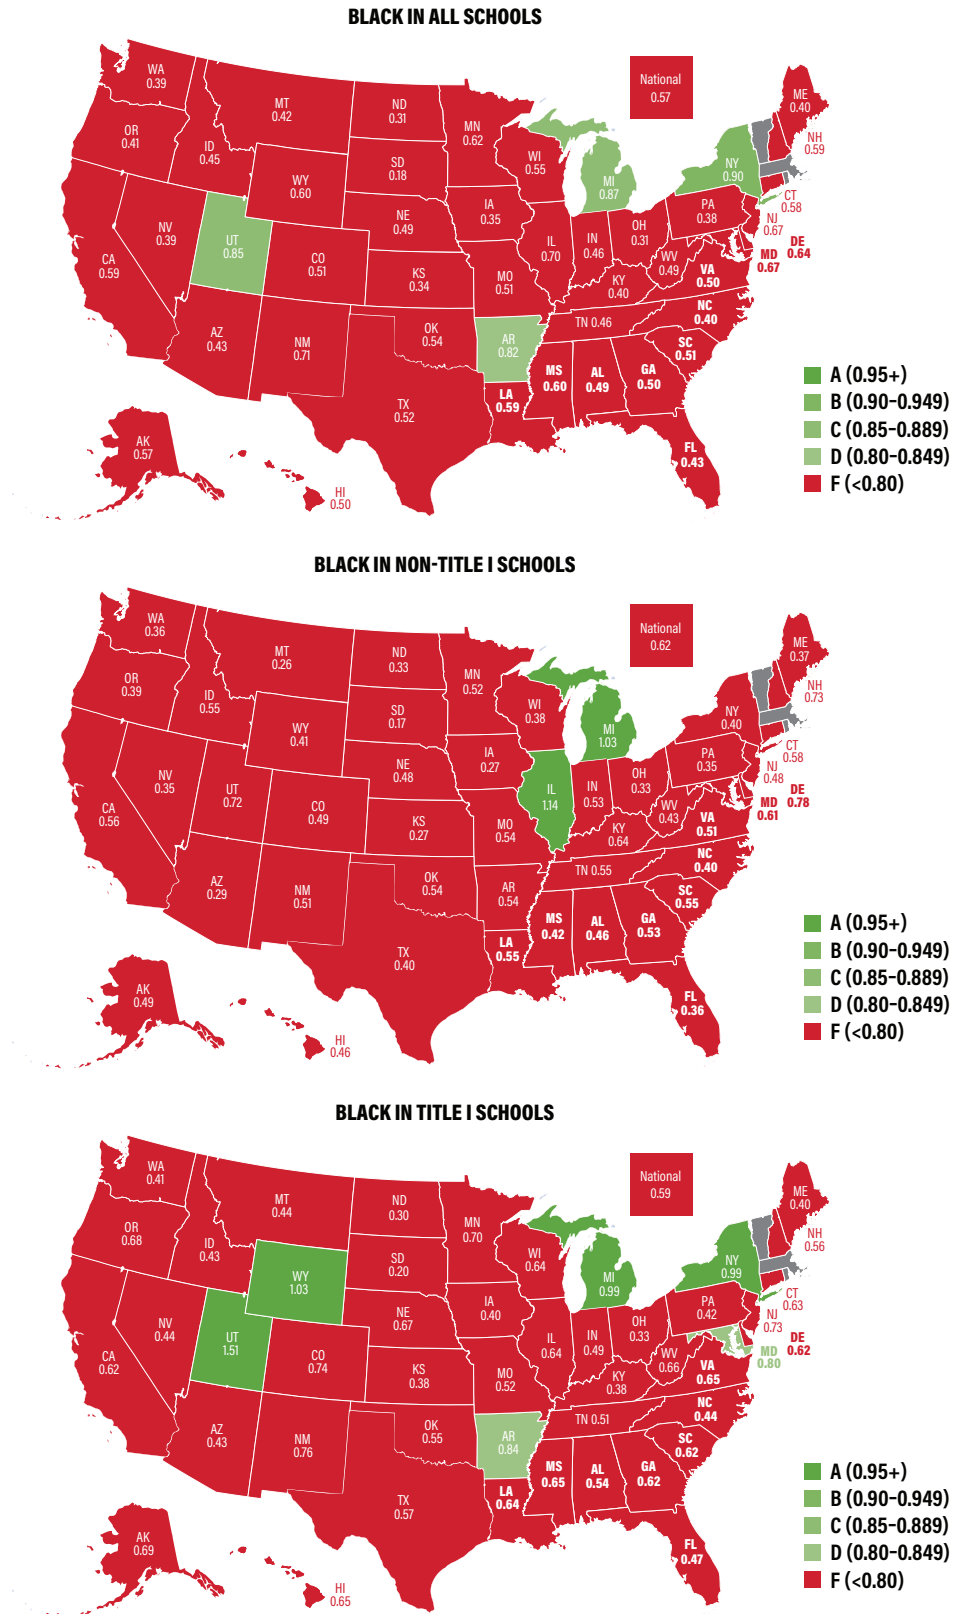 BLACK IN ALL SCHOOLS
WA
0.39
OR
0.41
ID
0.45
MT
0.42
ND
0.31
SD
0.18
WY
0.60
NE
0.49
MN
0.62
WI
0.55
IA
0.35
National
0.57
MI
0.87
NY
0.90
ME
0.40
NH
0.59
CT
0.58
NJ
0.67
PA
0.38
OH
0.31
IN
0.46
IL
0.70
NV
0.39
UT
0.85
CA
0.59
CO
0.51
KS
0.34
MO
0.51
KY
0.40
WV
0.49
VA
0.50
MD
0.67
DE
0.64
NC
0.40
TN 0.46
SC
0.51
AZ
0.43
NM
0.71
OK
0.54
AR
0.82
MS
0.60
AL
0.49
GA
0.50
LA
0.59
TX
0.52
FL
0.43
AK
0.57
HI
0.50
A (0.95+)
B (0.90-0.949)
C (0.85-0.889)
D (0.80-0.849)
F (<0.80)
BLACK IN NON-TITLE I SCHOOLS
WA
0.36
OR
0.39
ID
0.55
MT
0.26
ND
0.33
SD
0.17
WY
0.41
NE
0.48
MN
0.52
WI
0.38
IA
0.27
National
0.62
MI
1.03
NY
0.40
ME
0.37
NH
0.73
CT
0.58
NJ
0.48
PA
0.35
OH
0.33
IN
0.53
IL
1.14
NV
0.35
UT
0.72
CA
0.56
CO
0.49
KS
0.27
MO
0.54
KY
0.64
WV
0.43
VA
0.51
MD
0.61
DE
0.78
NC
0.40
TN 0.55
SC
0.55
AZ
0.29
NM
0.51
OK
0.54
AR
0.54
MS
0.42
AL
0.46
GA
0.53
LA
0.55
TX
0.40
FL
0.36
AK
0.49
HI
0.46
A (0.95+)
B (0.90-0.949)
C (0.85-0.889)
D (0.80-0.849)
F (<0.80)
BLACK IN TITLE I SCHOOLS
WA
0.41
OR
0.68
ID
0.43
MT
0.44
ND
0.30
SD
0.20
WY
1.03
NE
0.67
MN
0.70
WI
0.64
IA
0.40
National
0.59
MI
0.99
NY
0.99
ME
0.40
NH
0.56
CT
0.63
NJ
0.73
PA
0.42
OH
0.33
IN
0.49
IL
0.64
NV
0.44
UT
1.51
CA
0.62
CO
0.74
KS
0.38
MO
0.52
KY
0.38
WV
0.66
VA
0.65
MD
0.80
DE
0.62
NC
0.44
TN 0.51
SC
0.62
AZ
0.43
NM
0.76
OK
0.55
AR
0.84
MS
0.65
AL
0.54
GA
0.62
LA
0.64
TX
0.57
FL
0.47
AK
0.69
HI
0.65
A (0.95+)
B (0.90-0.949)
C (0.85-0.889)
D (0.80-0.849)
F (<0.80)